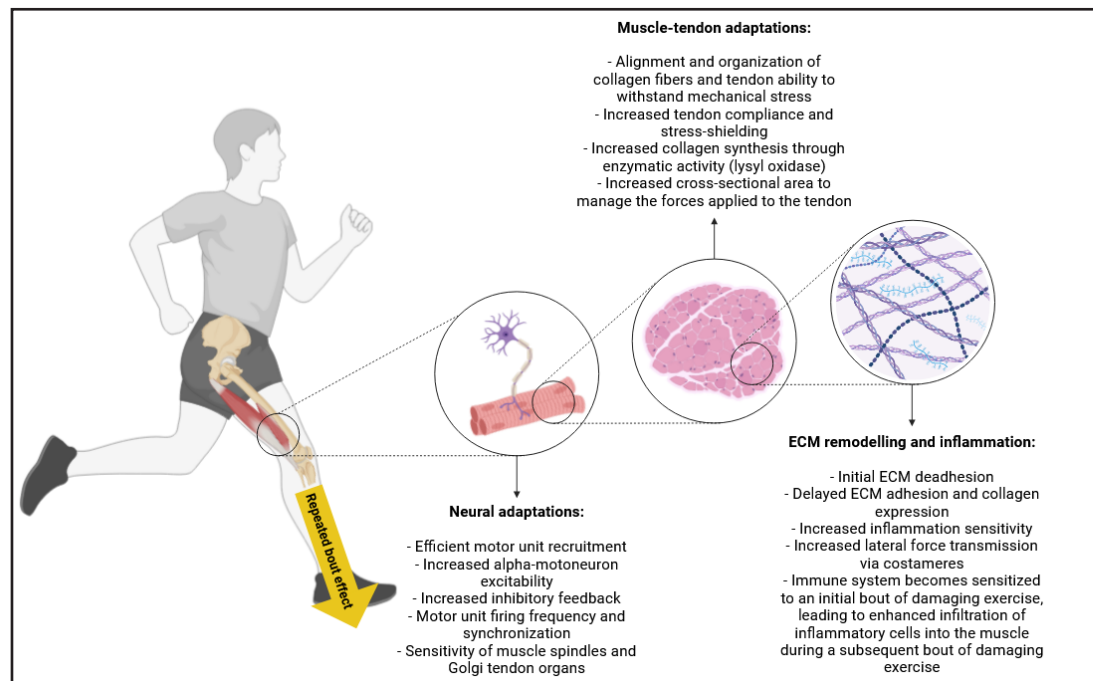 Muscle-tendon adaptations:
- Alignment and organization of
collagen fibers and tendon ability to
withstand mechanical stress
- Increased tendon compliance and
stress-shielding
- Increased collagen synthesis through
enzymatic activity (lysyl oxidase)
- Increased cross-sectional area to
manage the forces applied to the tendon
Repeated bout effect
Neural adaptations:
- Efficient motor unit recruitment
- Increased alpha-motoneuron
excitability
- Increased inhibitory feedback
- Motor unit firing frequency and
synchronization
- Sensitivity of muscle spindles and
Golgi tendon organs
ECM remodelling and inflammation:
- Initial ECM deadhesion
- Delayed ECM adhesion and collagen
expression
- Increased inflammation sensitivity
- Increased lateral force transmission
via costameres
- Immune system becomes sensitized
to an initial bout of damaging exercise,
leading to enhanced infiltration of
inflammatory cells into the muscle
during a subsequent bout of damaging
exercise